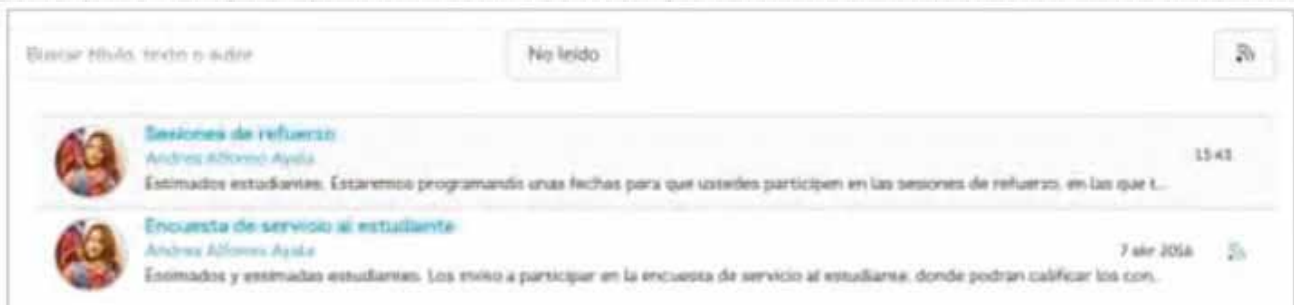 Buscar título, texto o autor
No leído
Sesiones de refuerzo
Andrea Alfonso Ayala
15:43
Estimados estudiantes, Estaremos programando unas fechas para que ustedes participen en las sesiones de refuerzo, en las que t...
Encuesta de servicio al estudiante
Andrea Alfonso Ayala
7 abr 2016
Estimados y estimadas estudiantes. Los invito a participar en la encuesta de servicio al estudiante, donde podran calificar los con...